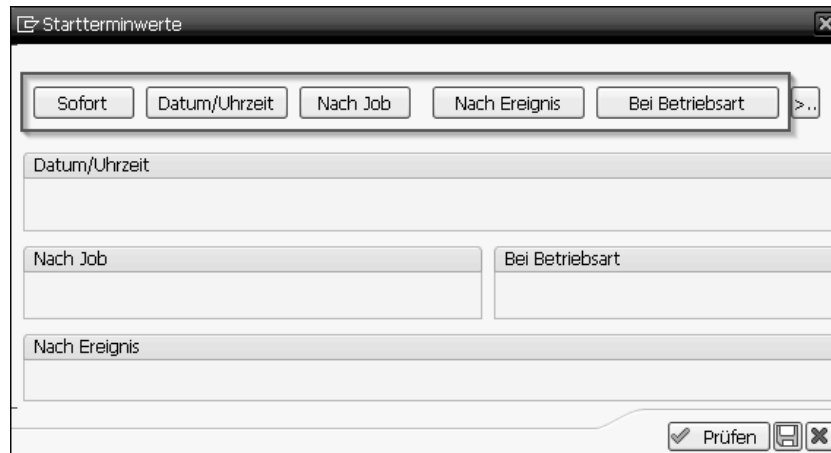 Startterminwerte
Sofort Datum/Uhrzeit Nach Job Nach Ereignis Bei Betriebsart >..
Datum/Uhrzeit
Nach Job Bei Betriebsart
Nach Ereignis
Prüfen